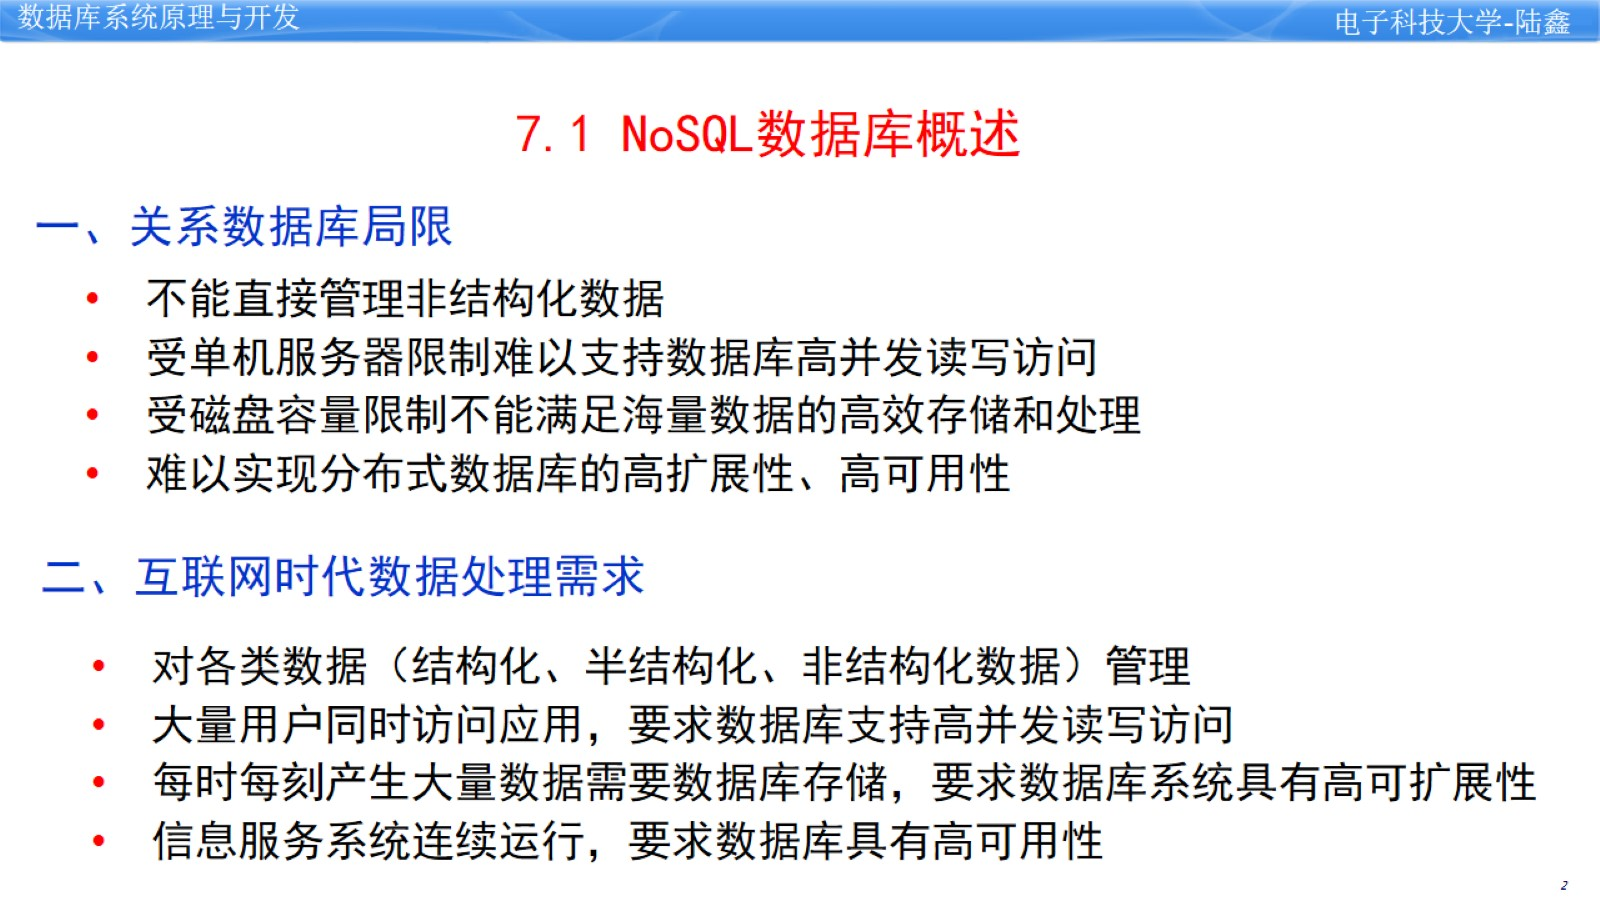 数据库系统原理与开发
电子科技大学-陆鑫
7.1 NoSQL数据库概述
一、关系数据库局限
• 不能直接管理非结构化数据
• 受单机服务器限制难以支持数据库高并发读写访问
• 受磁盘容量限制不能满足海量数据的高效存储和处理
• 难以实现分布式数据库的高扩展性、高可用性
二、互联网时代数据处理需求
• 对各类数据（结构化、半结构化、非结构化数据）管理
• 大量用户同时访问应用，要求数据库支持高并发读写访问
• 每时每刻产生大量数据需要数据库存储，要求数据库系统具有高可扩展性
• 信息服务系统连续运行，要求数据库具有高可用性
2